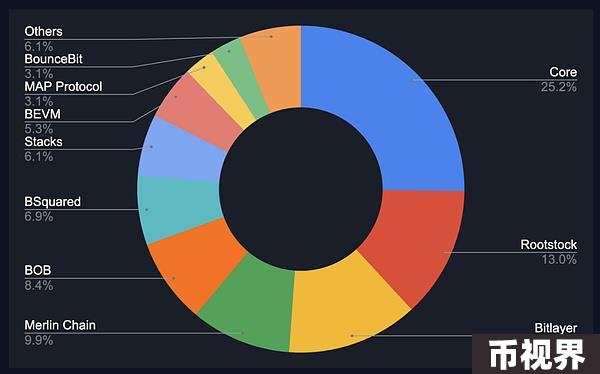 Others
6.1%
BounceBit
3.1%
MAP Protocol
3.1%
BEVM
5.3%
Stacks
6.1%
BSquared
6.9%
BOB
8.4%
Merlin Chain
9.9%
Core
25.2%
Rootstock
13.0%
Bitlayer
币视界